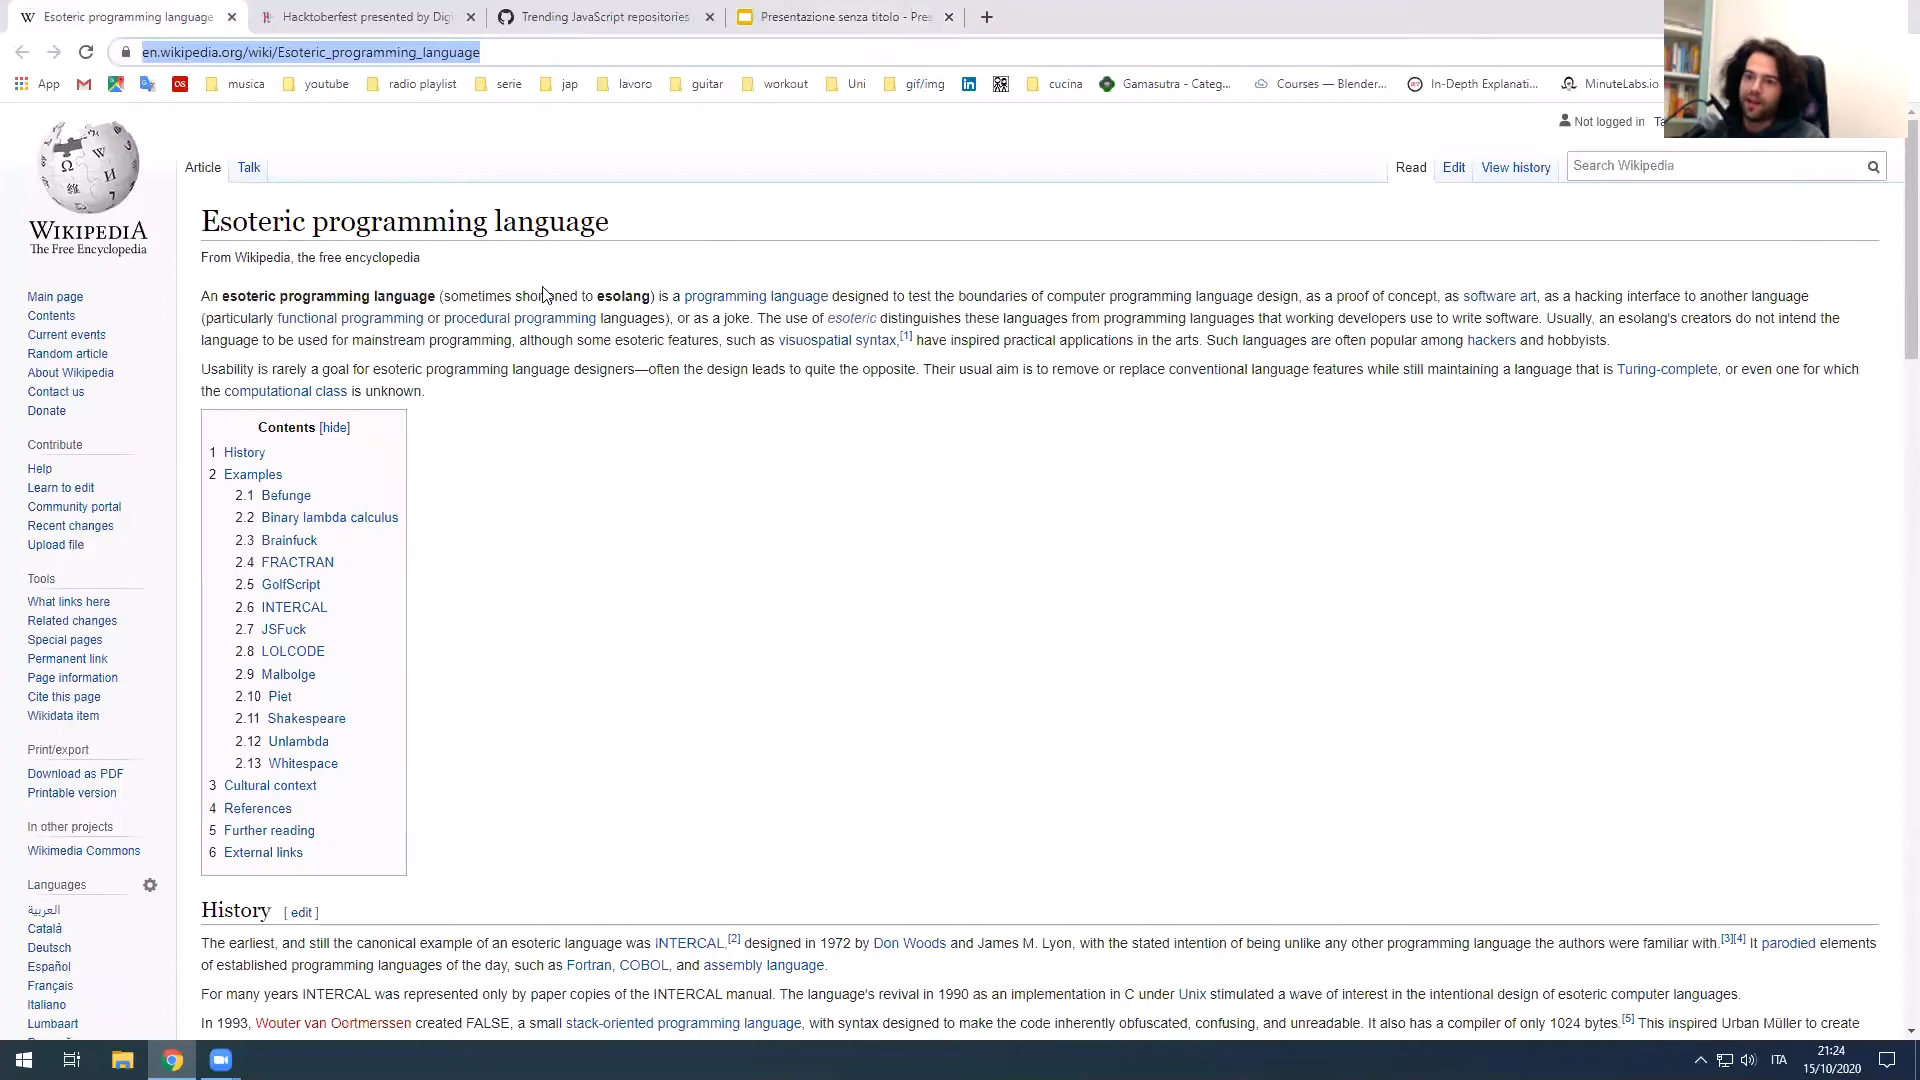 Esoteric programming language
Hacktoberfest presented by Digi
Trending JavaScript repositories
Presentazione senza titolo - Pres
en.wikipedia.org/wiki/Esoteric_programming_language
App
musica
youtube
radio playlist
serie
jap
lavoro
guitar
workout
Uni
gif/img
cucina
Gamasutra - Categ...
Courses — Blender...
In-Depth Explanati...
MinuteLabs.io
Not logged in
Article
Talk
Read
Edit
View history
Search Wikipedia
WIKIPEDIA
The Free Encyclopedia
Main page
Contents
Current events
Random article
About Wikipedia
Contact us
Donate
Contribute
Help
Learn to edit
Community portal
Recent changes
Upload file
Tools
What links here
Related changes
Special pages
Permanent link
Page information
Cite this page
Wikidata item
Print/export
Download as PDF
Printable version
In other projects
Wikimedia Commons
Languages
العربية
Català
Deutsch
Español
Français
Italiano
Lumbaart
Esoteric programming language
From Wikipedia, the free encyclopedia
An esoteric programming language (sometimes shortened to esolang) is a programming language designed to test the boundaries of computer programming language design, as a proof of concept, as software art, as a hacking interface to another language
(particularly functional programming or procedural programming languages), or as a joke. The use of esoteric distinguishes these languages from programming languages that working developers use to write software. Usually, an esolang's creators do not intend the
language to be used for mainstream programming, although some esoteric features, such as visuospatial syntax,[1] have inspired practical applications in the arts. Such languages are often popular among hackers and hobbyists.
Usability is rarely a goal for esoteric programming language designers—often the design leads to quite the opposite. Their usual aim is to remove or replace conventional language features while still maintaining a language that is Turing-complete, or even one for which
the computational class is unknown.
Contents [hide]
1 History
2 Examples
2.1 Befunge
2.2 Binary lambda calculus
2.3 Brainfuck
2.4 FRACTRAN
2.5 GolfScript
2.6 INTERCAL
2.7 JSFuck
2.8 LOLCODE
2.9 Malbolge
2.10 Piet
2.11 Shakespeare
2.12 Unlambda
2.13 Whitespace
3 Cultural context
4 References
5 Further reading
6 External links
History [ edit ]
The earliest, and still the canonical example of an esoteric language was INTERCAL,[2] designed in 1972 by Don Woods and James M. Lyon, with the stated intention of being unlike any other programming language the authors were familiar with.[3][4] It parodied elements
of established programming languages of the day, such as Fortran, COBOL, and assembly language.
For many years INTERCAL was represented only by paper copies of the INTERCAL manual. The language's revival in 1990 as an implementation in C under Unix stimulated a wave of interest in the intentional design of esoteric computer languages.
In 1993, Wouter van Oortmerssen created FALSE, a small stack-oriented programming language, with syntax designed to make the code inherently obfuscated, confusing, and unreadable. It also has a compiler of only 1024 bytes.[5] This inspired Urban Müller to create
ITA
21:24
15/10/2020